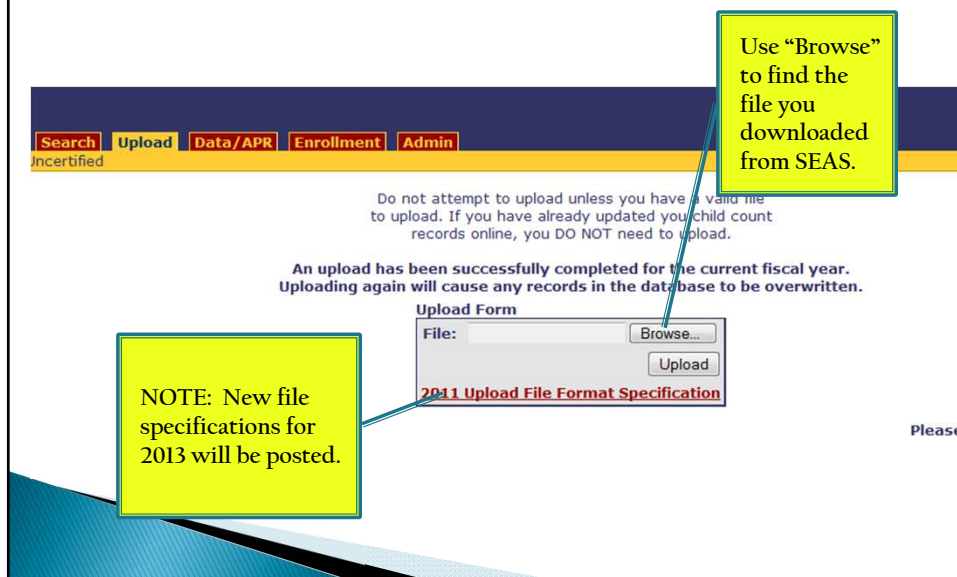 Use “Browse”
to find the
file you
downloaded
from SEAS.
Search Upload Data/APR Enrollment Admin
Uncertified
Do not attempt to upload unless you have a valid file
to upload. If you have already updated you child count
records online, you DO NOT need to upload.
An upload has been successfully completed for the current fiscal year.
Uploading again will cause any records in the database to be overwritten.
Upload Form
File: Browse...
Upload
2011 Upload File Format Specification
NOTE: New file
specifications for
2013 will be posted.
Please